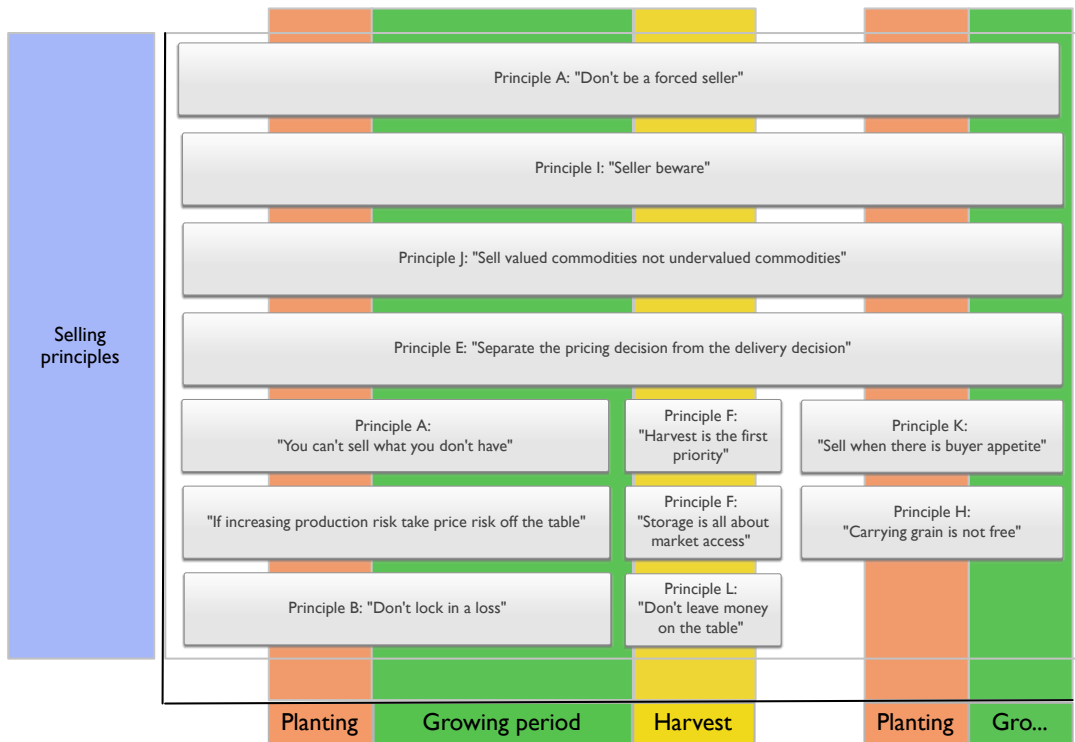 Principle A: "Don't be a forced seller"
Principle I: "Seller beware"
Principle J: "Sell valued commodities not undervalued commodities"
Selling
principles
Principle E: "Separate the pricing decision from the delivery decision"
Principle A:
"You can't sell what you don't have"
Principle F:
"Harvest is the first
priority"
Principle K:
"Sell when there is buyer appetite"
"If increasing production risk take price risk off the table"
Principle F:
"Storage is all about
market access"
Principle H:
"Carrying grain is not free"
Principle B: "Don't lock in a loss"
Principle L:
"Don't leave money
on the table"
Planting
Growing period
Harvest
Planting
Gro...